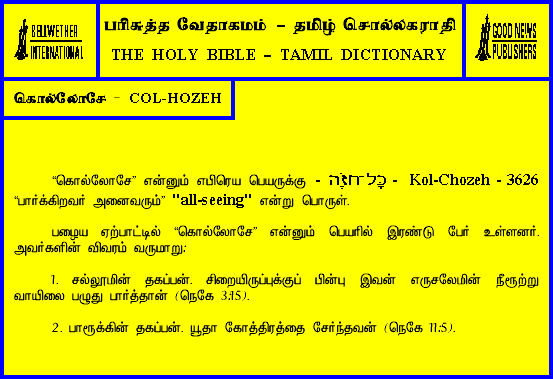 BELLWETHER
INTERNATIONAL
பரிசுத்த வேதாகமம் – தமிழ் சொல்லகராதி
THE HOLY BIBLE – TAMIL DICTIONARY
GOOD NEWS
PUBLISHERS
கொல்லோசே – COL-HOZEH
“கொல்லோசே” என்னும் எபிரெய பெயருக்கு - כָּל־חֹזֶה - Kol-Chozeh - 3626
“பார்க்கிறவர் அனைவரும்” "all-seeing" என்று பொருள்.
பழைய ஏற்பாட்டில் “கொல்லோசே” என்னும் பெயரில் இரண்டு பேர் உள்ளனர்.
அவர்களின் விவரம் வருமாறு:
1. சல்லூமின் தகப்பன். சிறையிருப்புக்குப் பின்பு இவன் எருசலேமின் நீரூற்று
வாயிலை பழுது பார்த்தான் (நெகே 3:15).
2. பாரூக்கின் தகப்பன். யூதா கோத்திரத்தை சேர்ந்தவன் (நெகே 11:5).